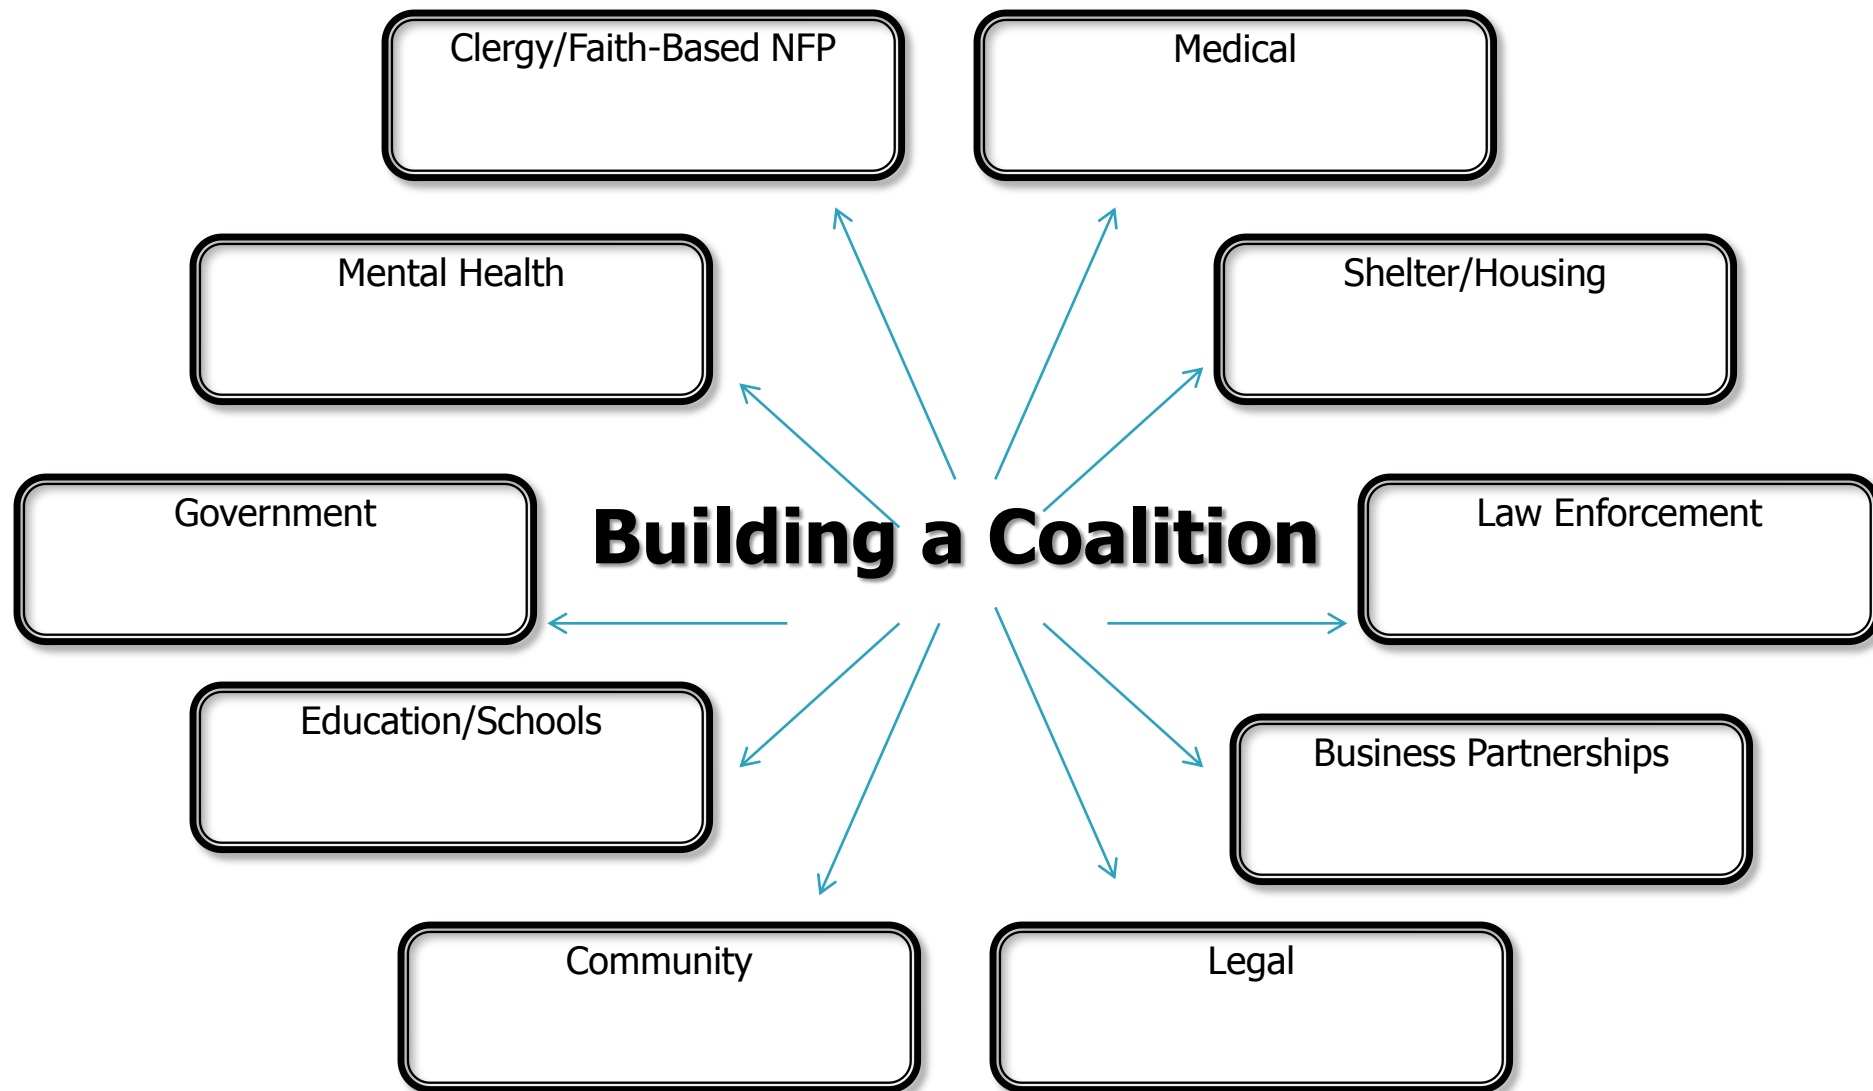 Clergy/Faith-Based NFP
Medical
Mental Health
Shelter/Housing
Government
Building a Coalition
Law Enforcement
Education/Schools
Business Partnerships
Community
Legal